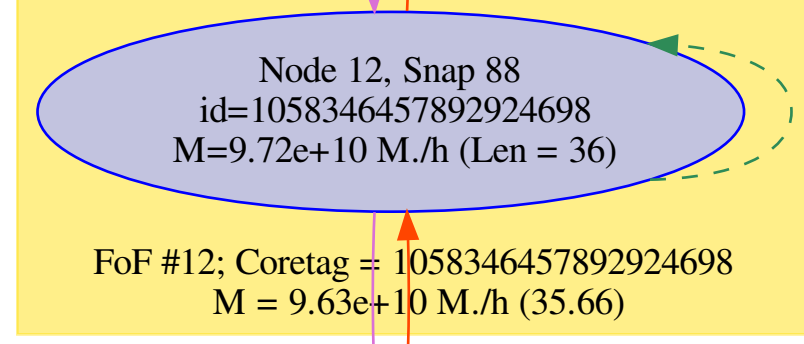 Node 12, Snap 88
id=1058346457892924698
M=9.72e+10 M./h (Len = 36)
FoF #12; Coretag = 1058346457892924698
M = 9.63e+10 M./h (35.66)